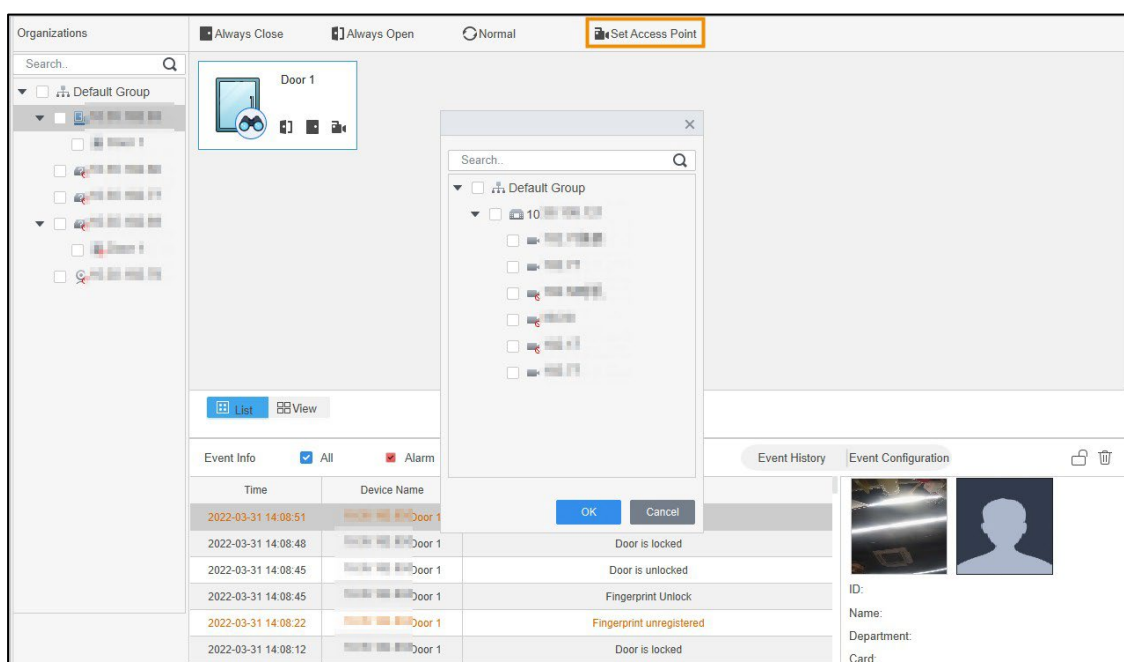 Organizations
Always Close
Always Open
Normal
Set Access Point
Search..
Default Group
Door 1
Search..
Default Group
10
List
View
Event Info
All
Alarm
Event History
Event Configuration
Time
Device Name
2022-03-31 14:08:51
Door 1
2022-03-31 14:08:48
Door 1
Door is locked
2022-03-31 14:08:45
Door 1
Door is unlocked
2022-03-31 14:08:45
Door 1
Fingerprint Unlock
2022-03-31 14:08:22
Door 1
Fingerprint unregistered
2022-03-31 14:08:12
Door 1
Door is locked
OK
Cancel
ID:
Name:
Department:
Card: